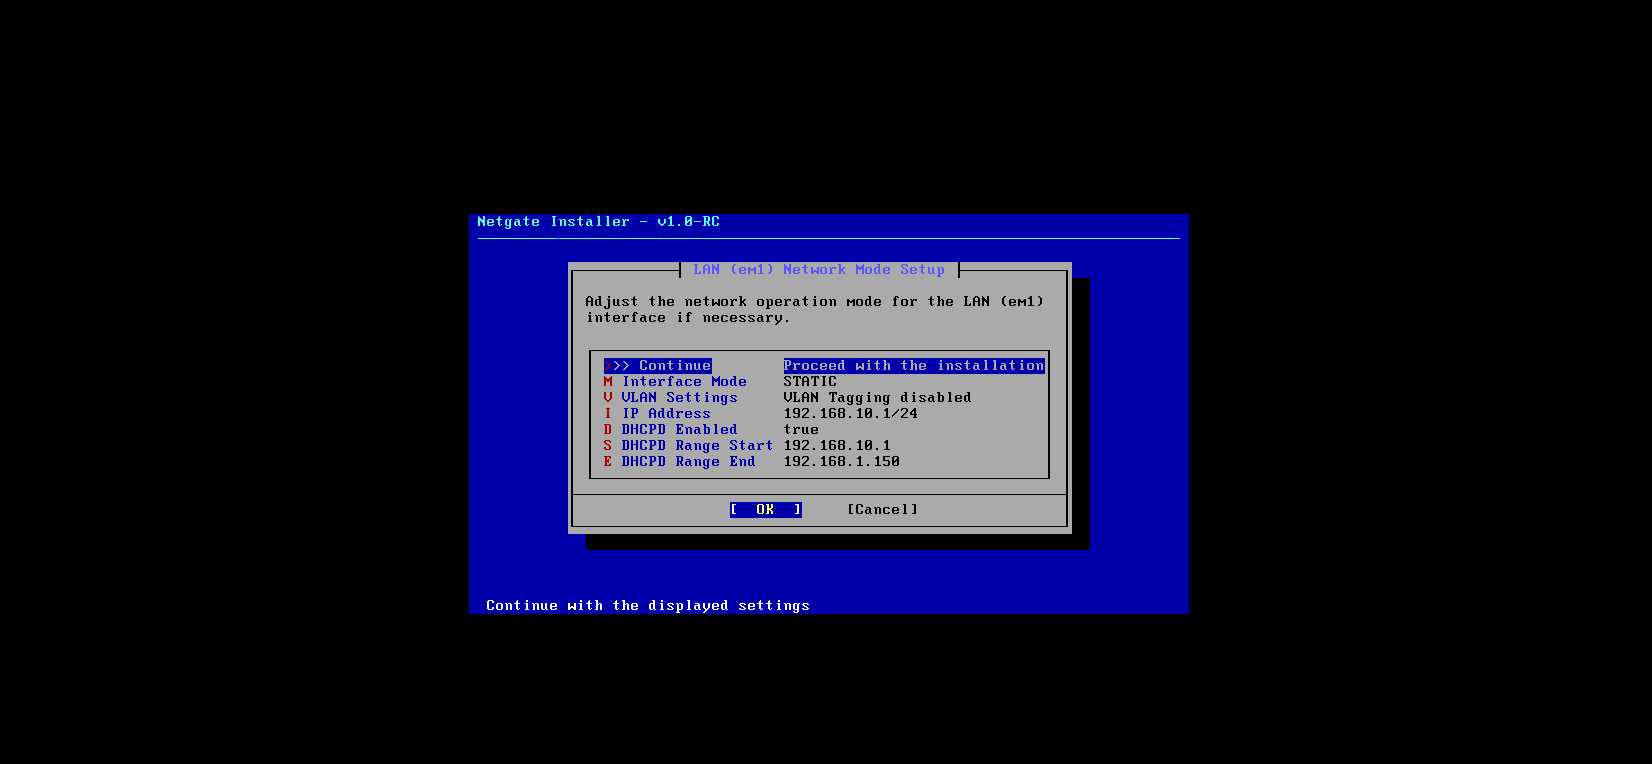 Netgate Installer - v1.0-RC
LAN (em1) Network Mode Setup
Adjust the network operation mode for the LAN (em1)
interface if necessary.
>>> Continue Proceed with the installation
M Interface Mode STATIC
V VLAN Settings VLAN Tagging disabled
I IP Address 192.168.10.1/24
D DHCPD Enabled true
S DHCPD Range Start 192.168.10.1
E DHCPD Range End 192.168.1.150
[ OK ] [Cancel]
Continue with the displayed settings